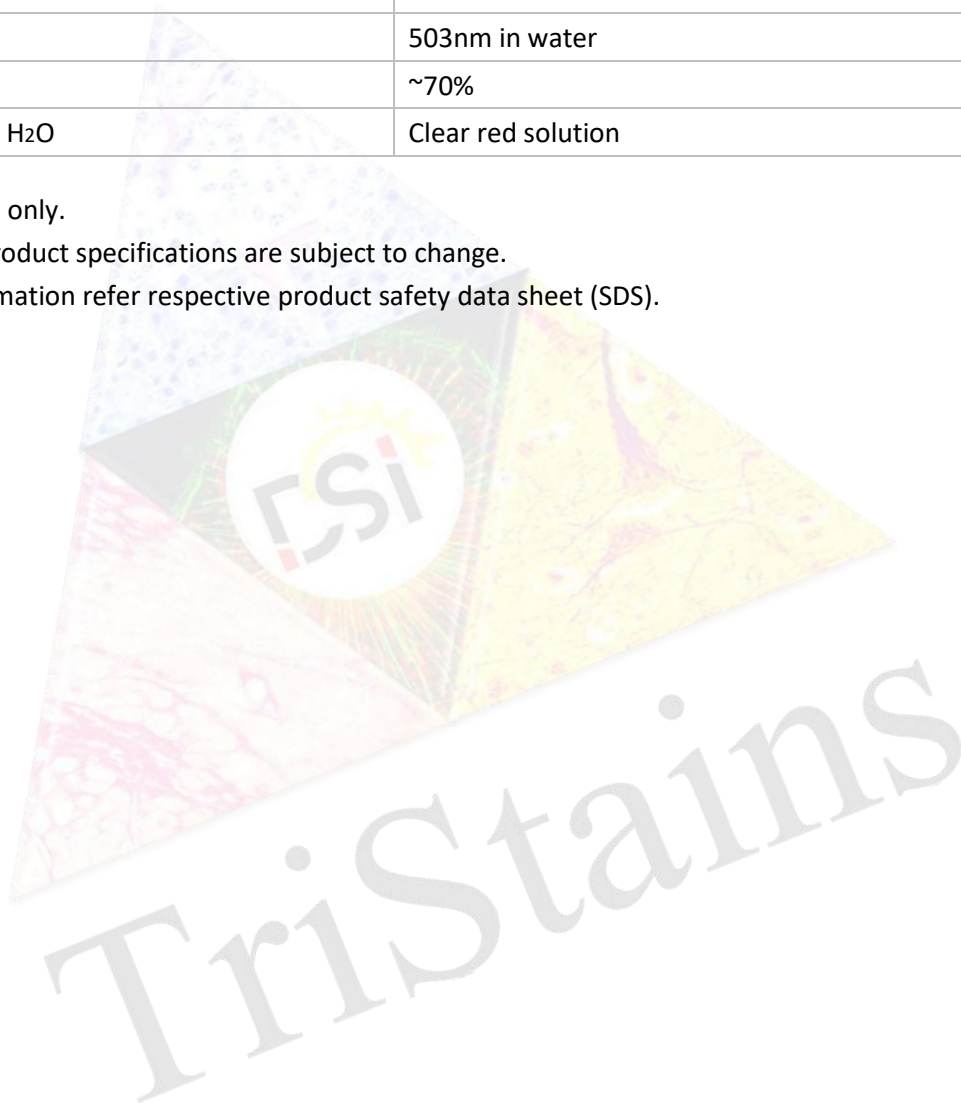 503nm in water
~70%
H2O Clear red solution
only.
roduct specifications are subject to change.
mation refer respective product safety data sheet (SDS).
DSi
TriStains